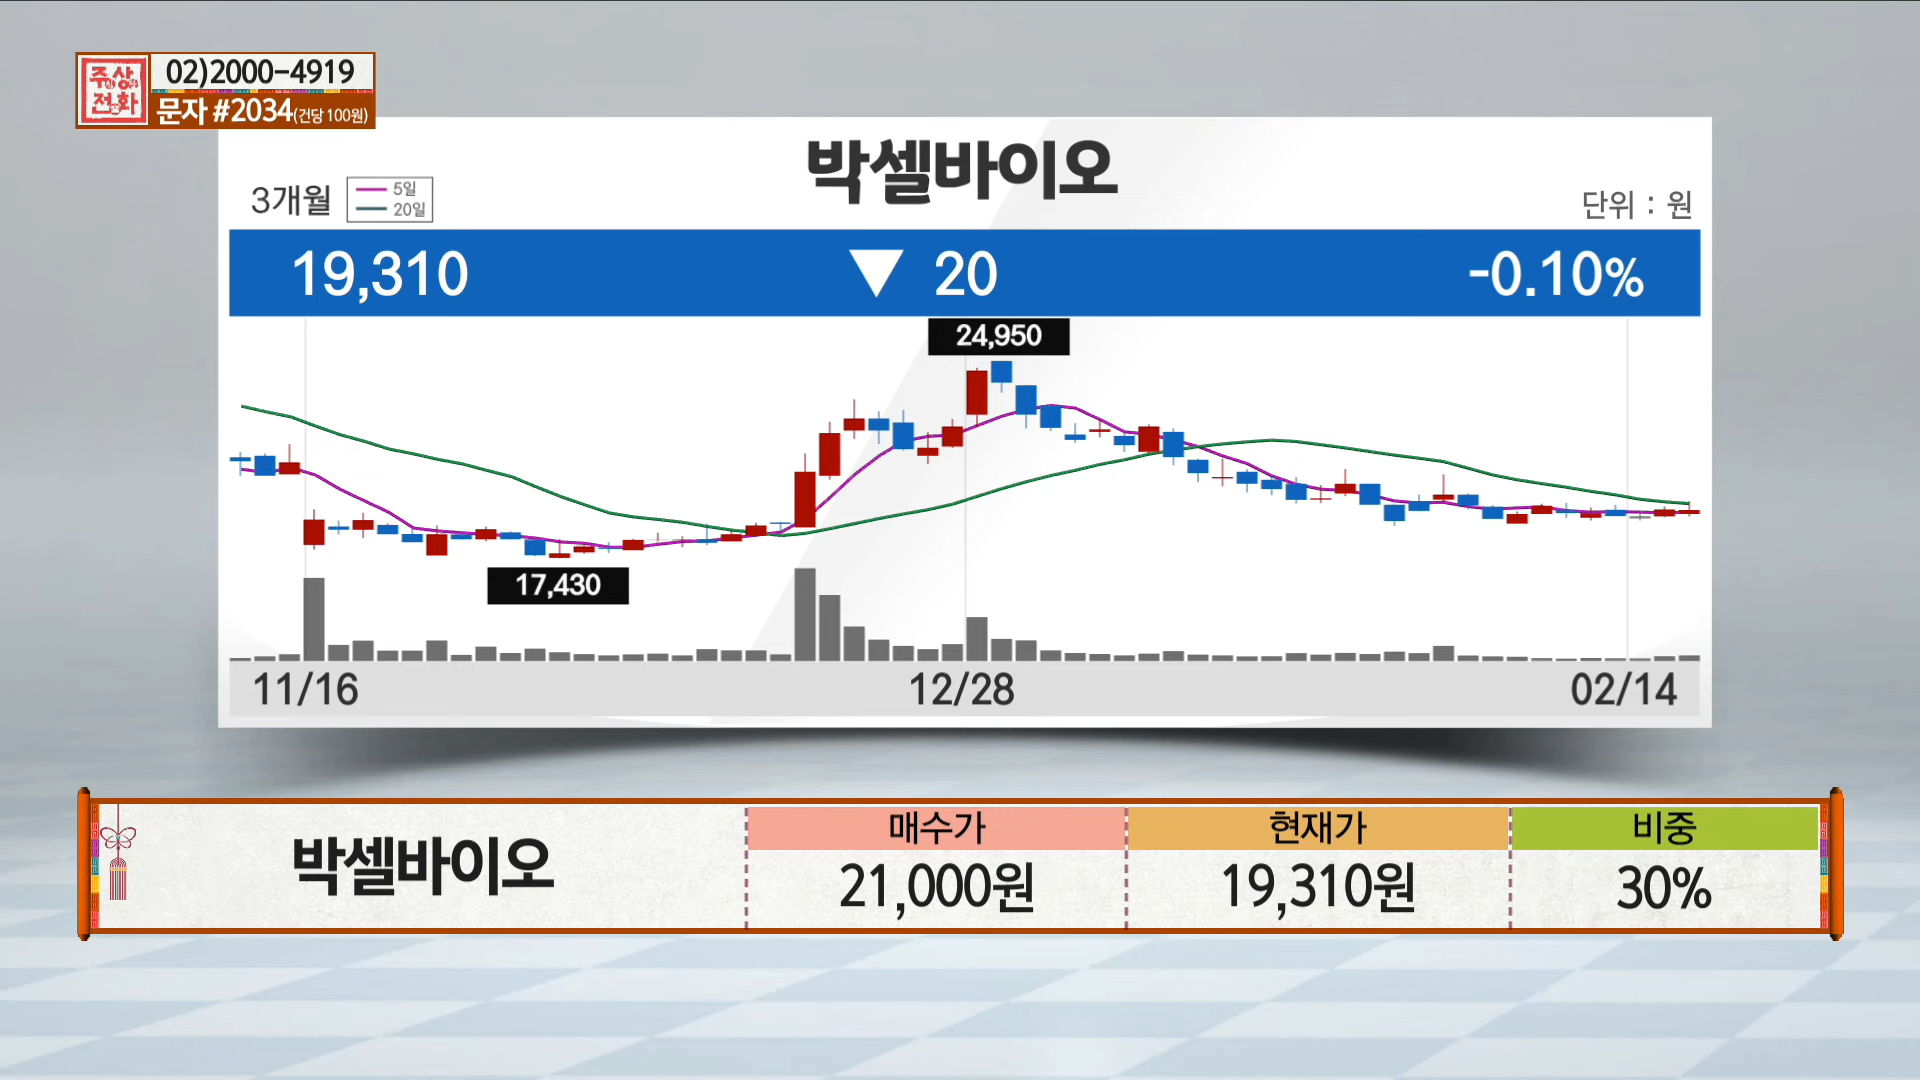 주상전화
02)2000-4919
문자 #2034(건당 100원)
박셀바이오
3개월
5일
20일
단위 : 원
19,310 ▼ 20 -0.10%
24,950
17,430
11/16 12/28 02/14
박셀바이오
매수가 현재가 비중
21,000원 19,310원 30%